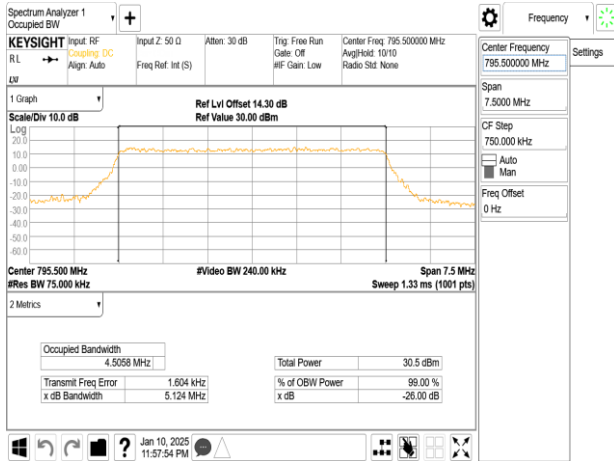 Spectrum Analyzer 1
Occupied BW
KEYSIGHT
RL
Input: RF
Coupling: DC
Align: Auto
Input Z: 50 Ω
Freq Ref: Int (S)
Atten: 30 dB
Trig: Free Run
Gate: Off
#IF Gain: Low
Center Freq: 795.500000 MHz
Avg|Hold: 10/10
Radio Std: None
LXI
1 Graph
Scale/Div 10.0 dB
Ref Lvl Offset 14.30 dB
Ref Value 30.00 dBm
Log
20.0
10.0
0.00
-10.0
-20.0
-30.0
-40.0
-50.0
-60.0
Center 795.500 MHz
#Res BW 75.000 kHz
#Video BW 240.00 kHz
Span 7.5 MHz
Sweep 1.33 ms (1001 pts)
2 Metrics
Occupied Bandwidth
4.5058 MHz
Transmit Freq Error 1.604 kHz
x dB Bandwidth 5.124 MHz
Total Power 30.5 dBm
% of OBW Power 99.00 %
x dB -26.00 dB
Jan 10, 2025
11:57:54 PM
Frequency
Center Frequency
795.500000 MHz
Settings
Span
7.5000 MHz
CF Step
750.000 kHz
Auto
Man
Freq Offset
0 Hz